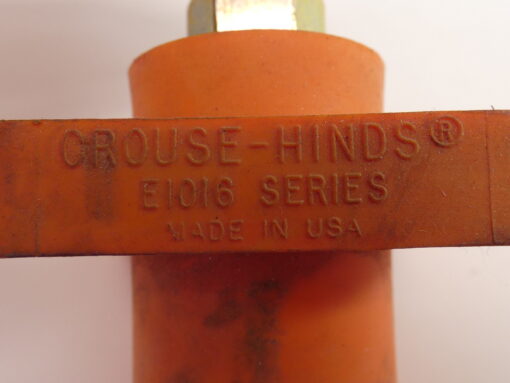 CROUSE-HINDS®
E1016 SERIES
MADE IN USA